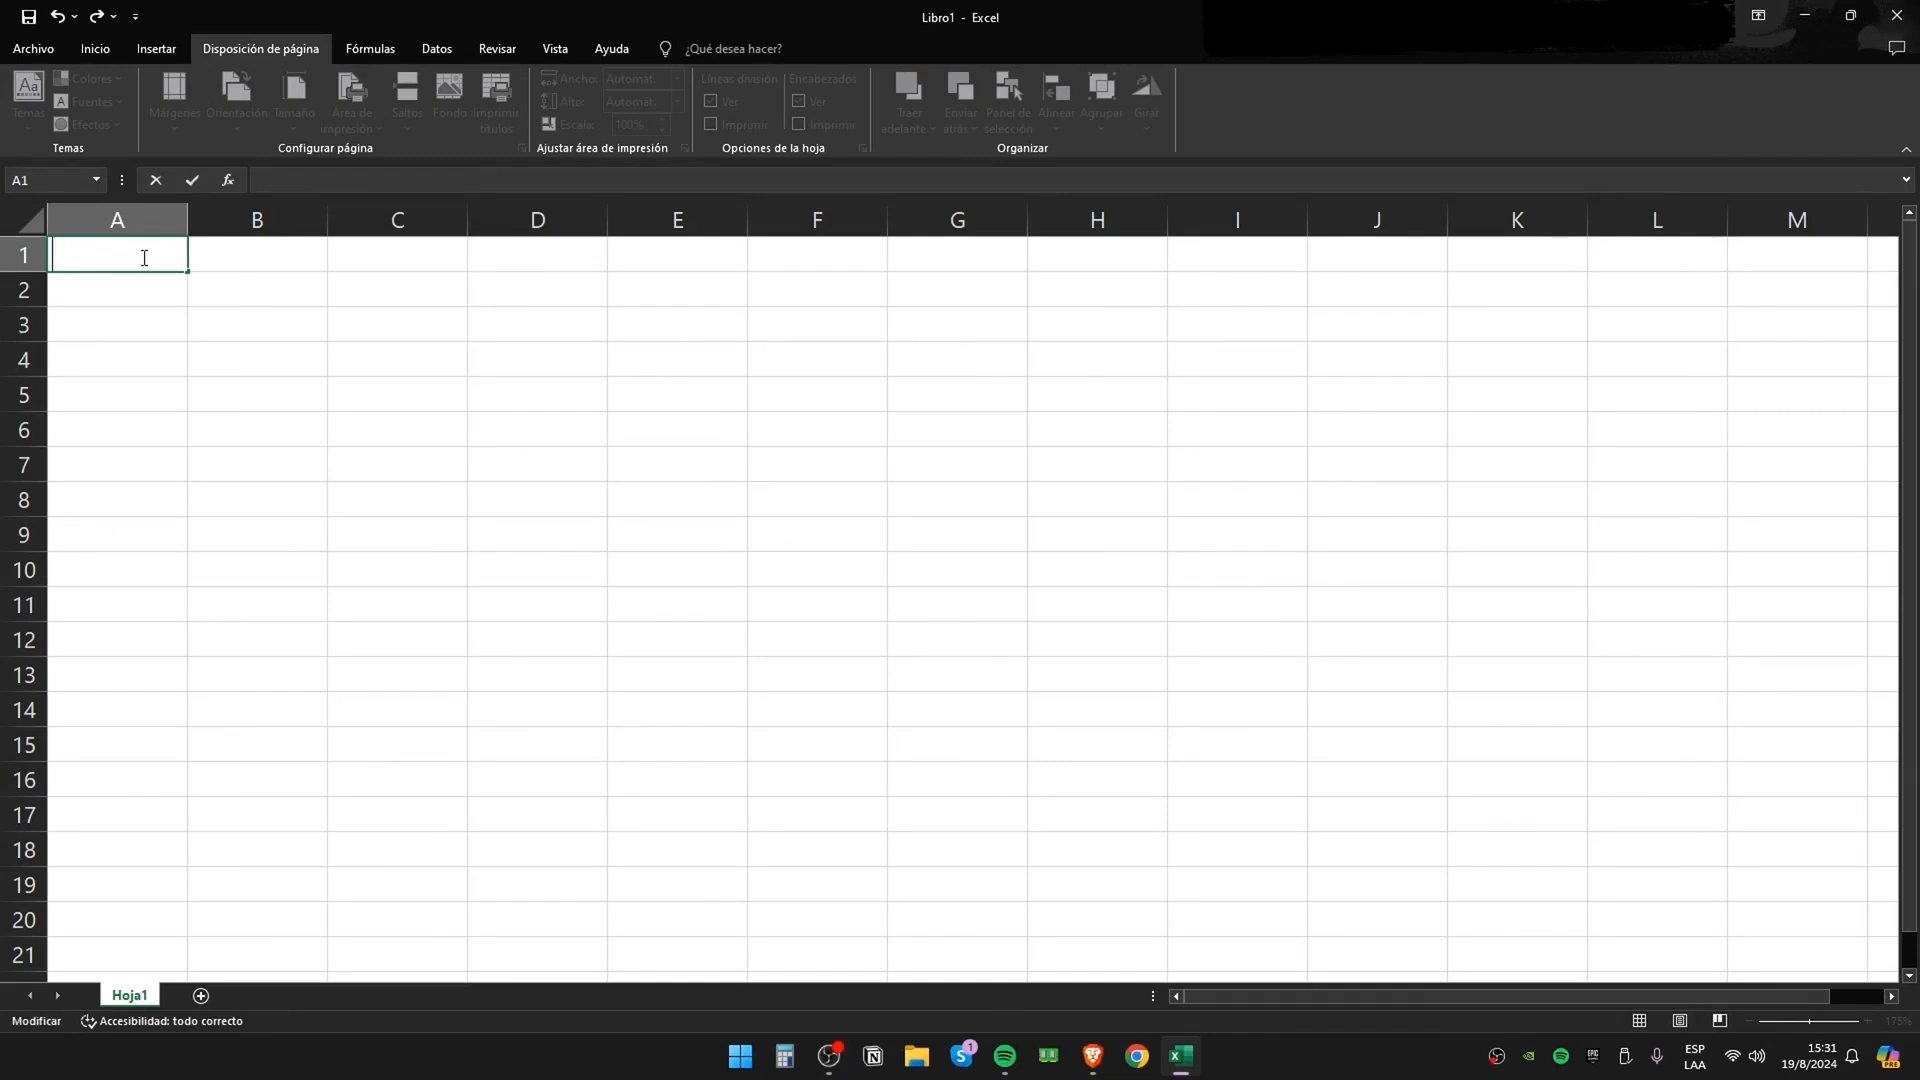 Libro1 - Excel
Archivo Inicio Insertar Disposición de página Fórmulas Datos Revisar Vista Ayuda ¿Qué desea hacer?
Aa
Temas
Colores
A Fuentes
Efectos
Temas
Márgenes Orientación Tamaño Área de impresión Saltos Fondo Imprimir títulos
Configurar página
Ancho: Automát.
Alto: Automát.
Escala: 100%
Ajustar área de impresión
Líneas división Encabezados
Ver Ver
Imprimir Imprimir
Opciones de la hoja
Traer adelante Enviar atrás Panel de selección Alinear Agrupar Girar
Organizar
A1 fx
A B C D E F G H I J K L M
1
2
3
4
5
6
7
8
9
10
11
12
13
14
15
16
17
18
19
20
21
Hoja1
Modificar Accesibilidad: todo correcto 175%
1
EPIC
ESP
LAA
15:31
19/8/2024
PRE